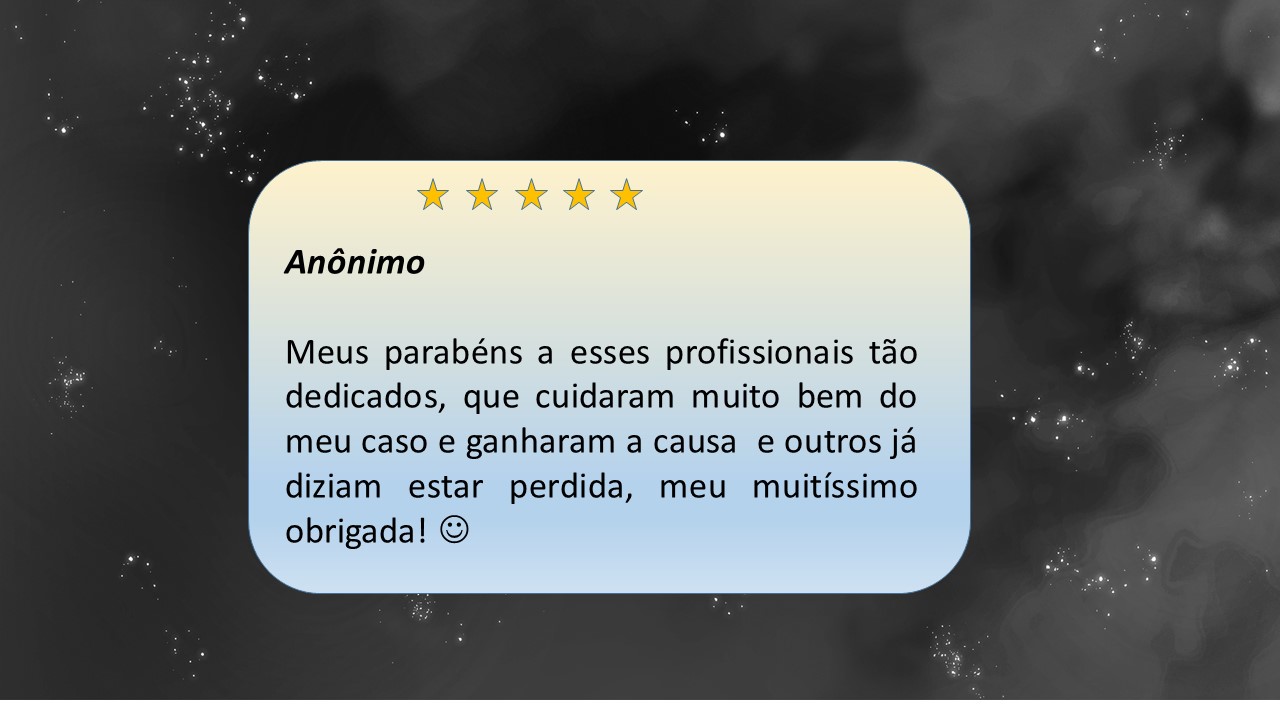 Anônimo
Meus parabéns a esses profissionais tão
dedicados, que cuidaram muito bem do
meu caso e ganharam a causa  e outros já
diziam estar perdida, meu muitíssimo
obrigada! ☺